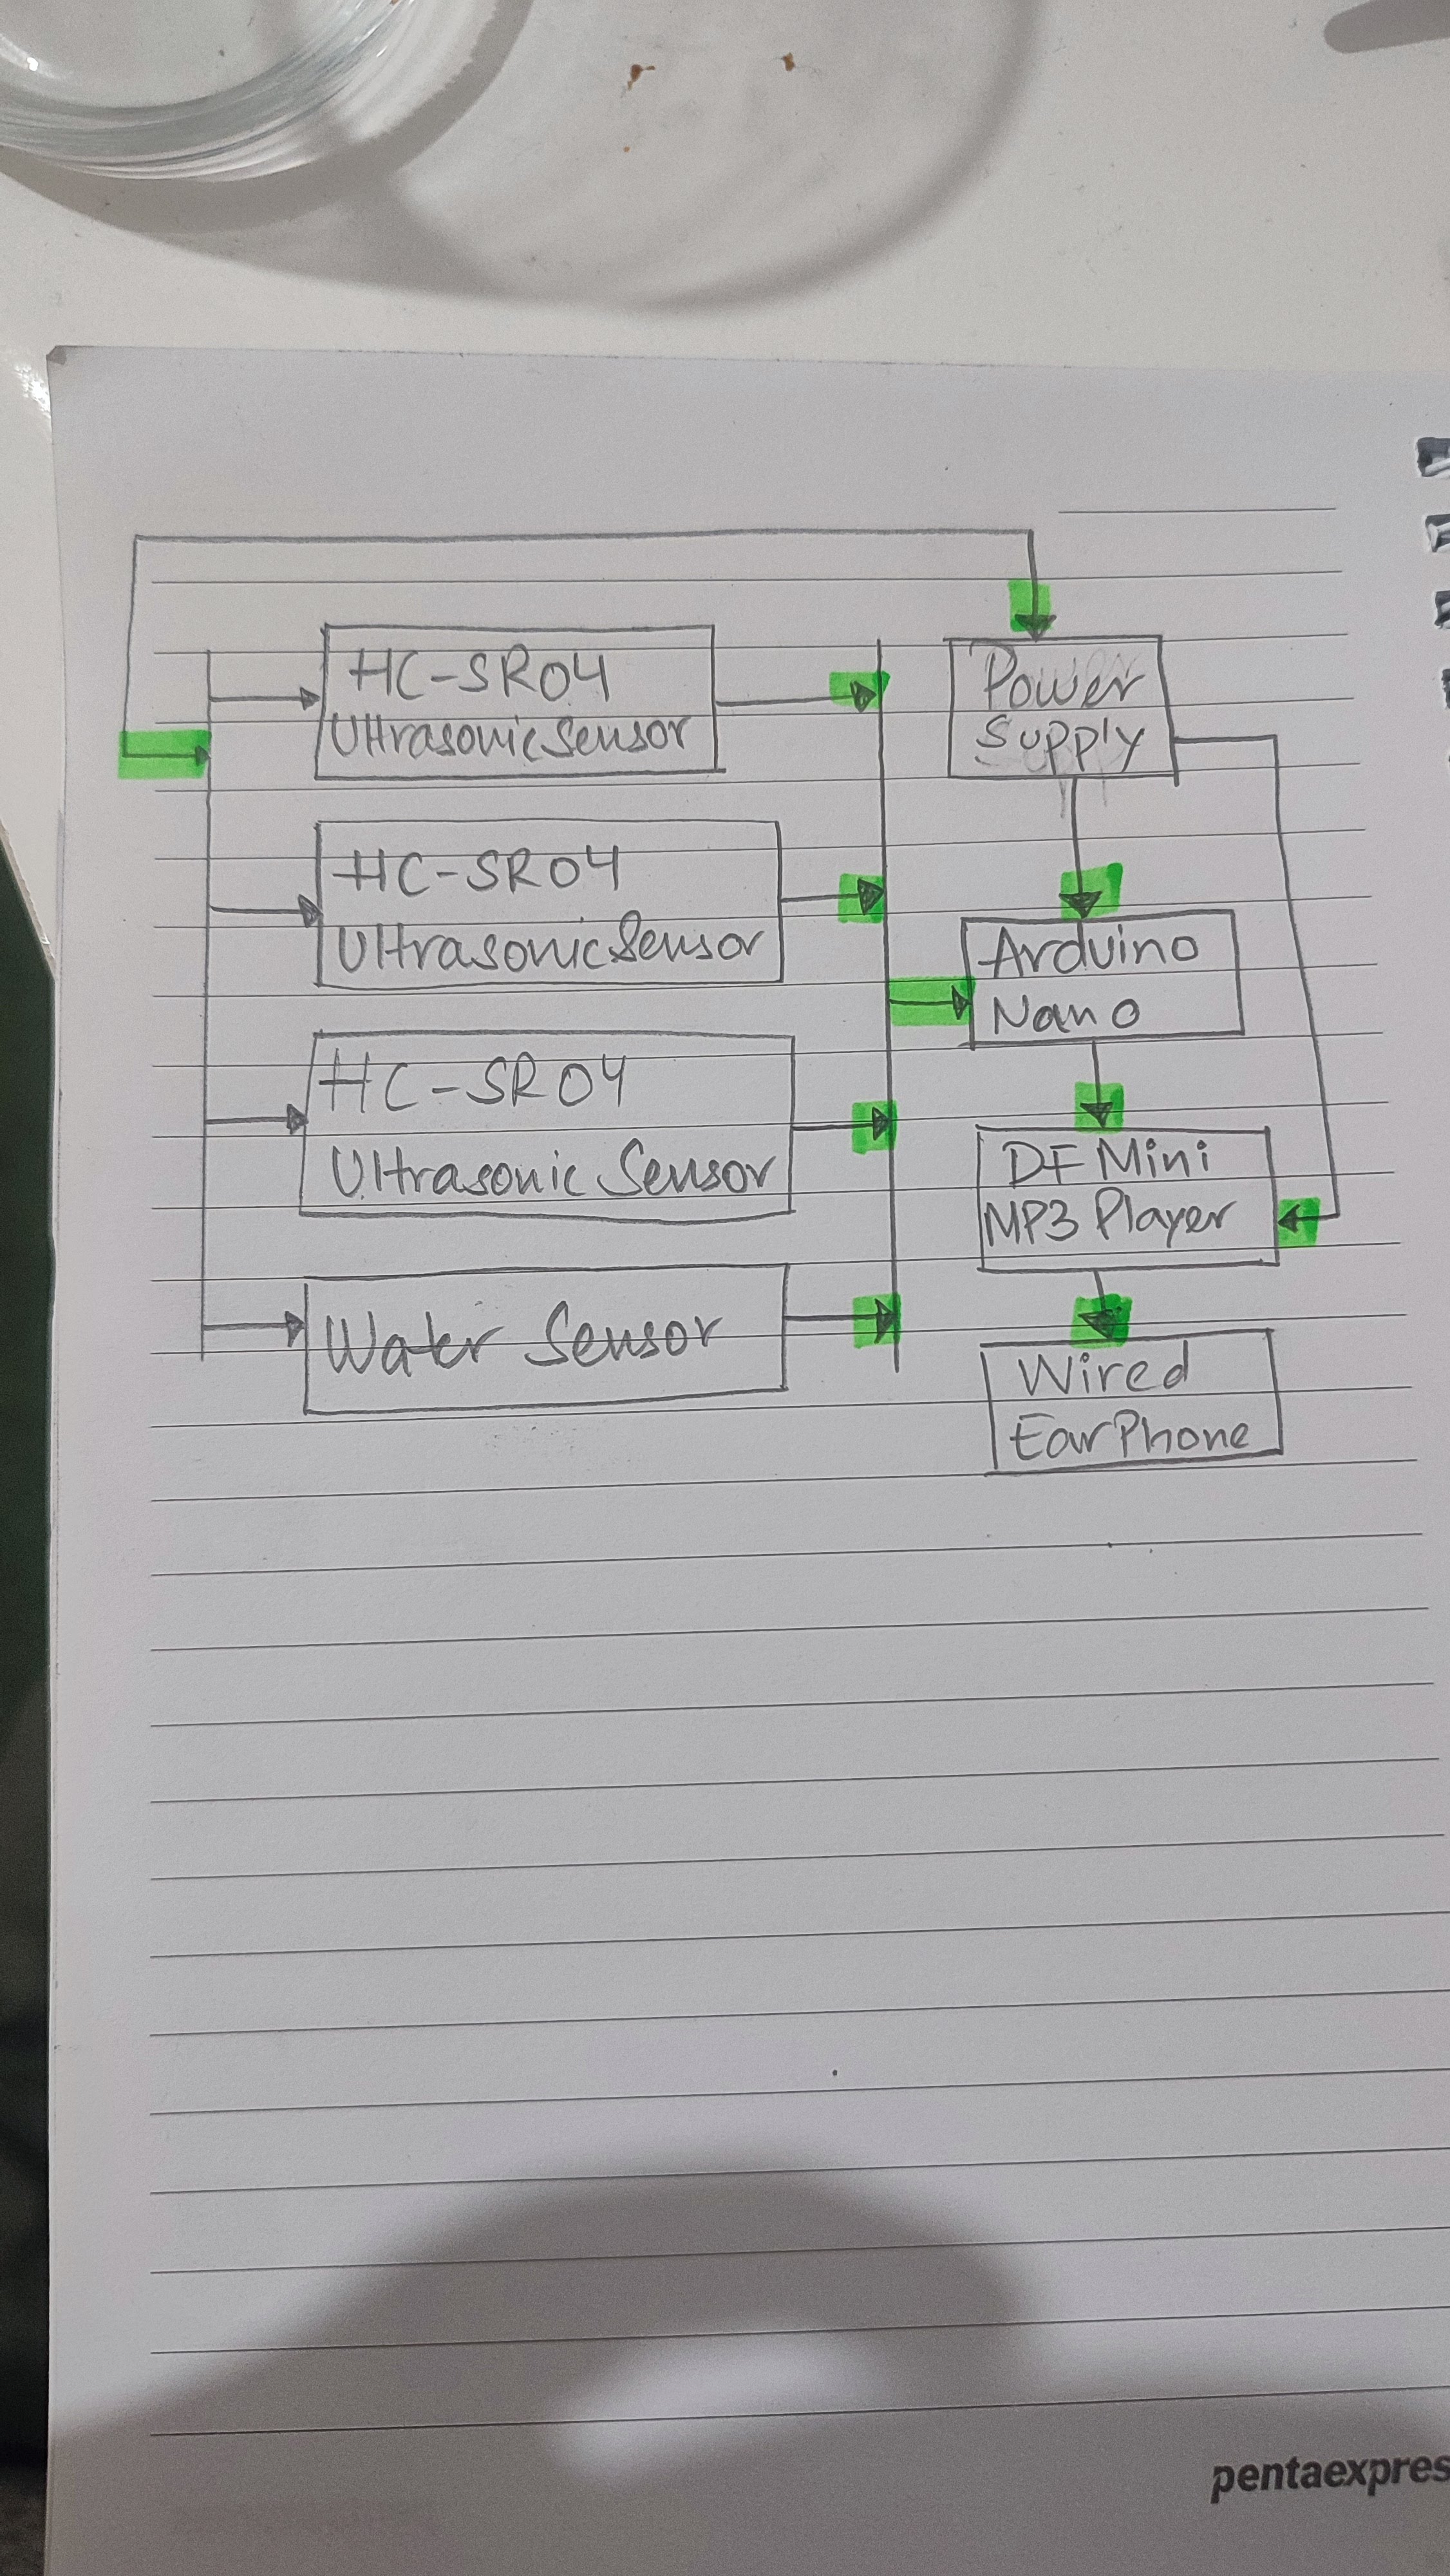 HC-SR04
Ultrasonic Sensor
HC-SR04
Ultrasonic Sensor
HC-SR04
Ultrasonic Sensor
Water Sensor
Power
Supply
Arduino
Nano
DF Mini
MP3 Player
Wired
EarPhone
pentaexpres